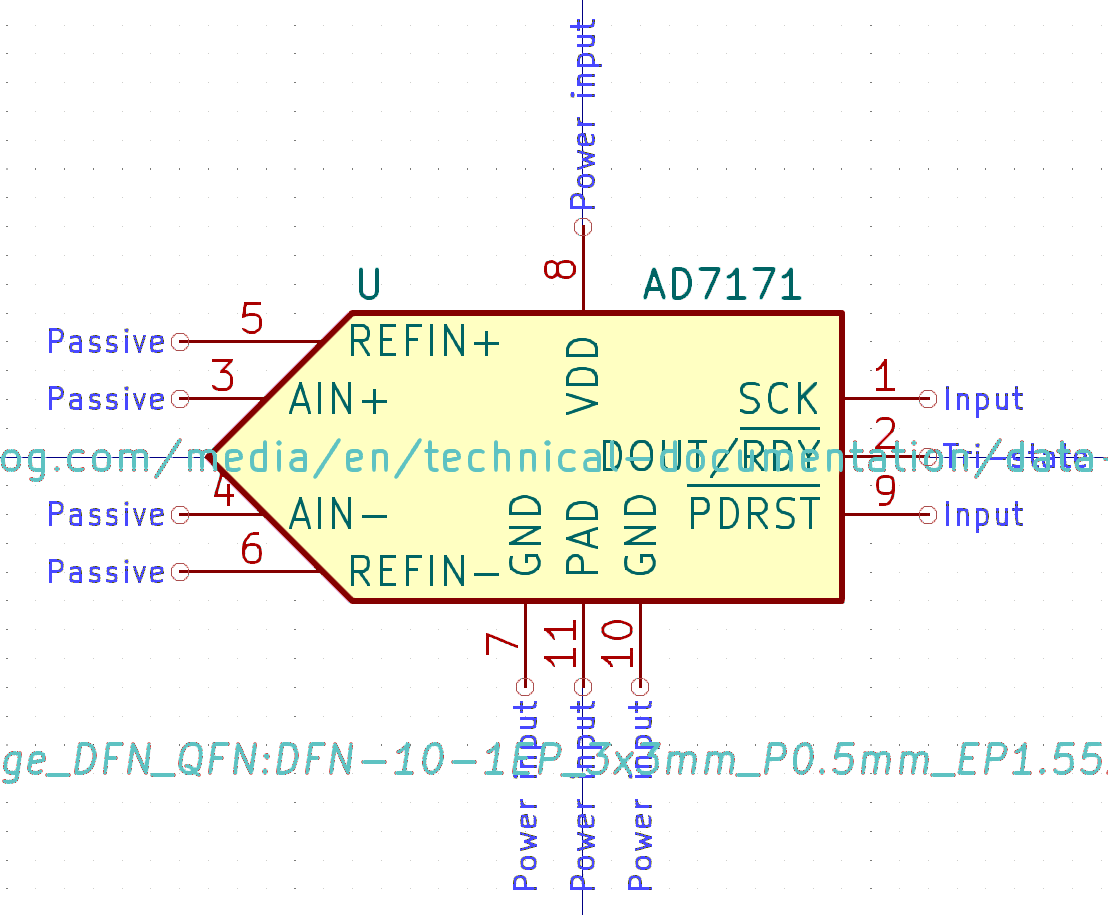 Power input
8
U
AD7171
Passive
5
REFIN+
VDD
Passive
3
AIN+
SCK
1
Input
og.com/media/en/technical-documentation/data-
DOUT/RDY
2
Tri-state
Passive
4
AIN-
GND
PAD
GND
PDRST
9
Input
Passive
6
REFIN-
7
11
10
Power input
Power input
Power input
ge_DFN_QFN:DFN-10-1EP_3x3mm_P0.5mm_EP1.55